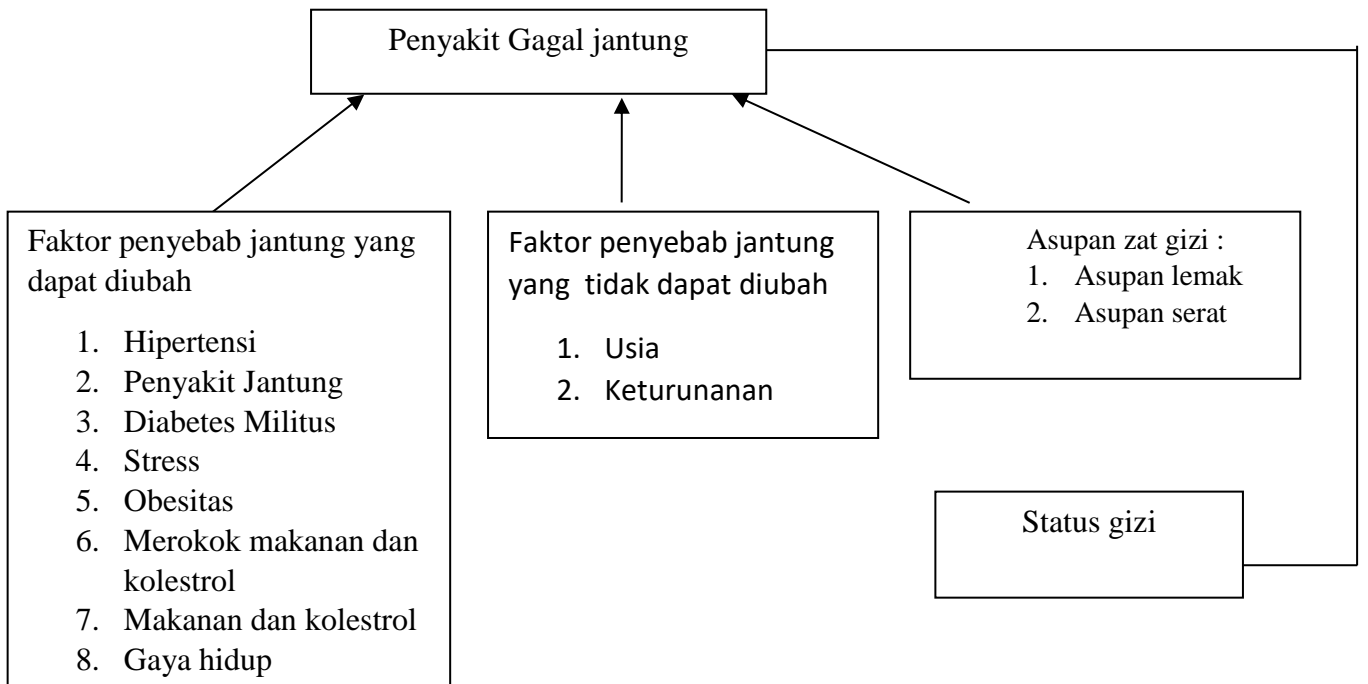 Penyakit Gagal jantung
Faktor penyebab jantung yang
dapat diubah
1. Hipertensi
2. Penyakit Jantung
3. Diabetes Militus
4. Stress
5. Obesitas
6. Merokok makanan dan
kolestrol
7. Makanan dan kolestrol
8. Gaya hidup
Faktor penyebab jantung
yang tidak dapat diubah
1. Usia
2. Keturunanan
Asupan zat gizi :
1. Asupan lemak
2. Asupan serat
Status gizi